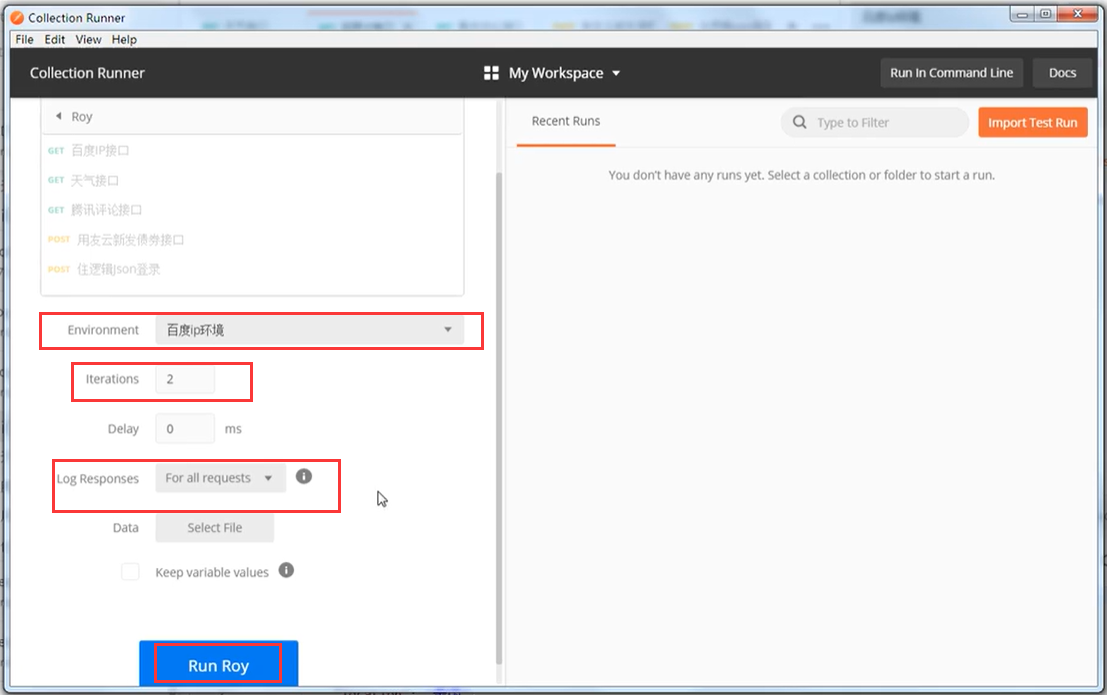 Collection Runner
File Edit View Help
Collection Runner
My Workspace
Run In Command Line
Docs
Roy
GET 百度IP接口
GET 天气接口
GET 腾讯评论接口
POST 用友云新发债券接口
POST 住逻辑Json登录
Environment 百度ip环境
Iterations 2
Delay 0 ms
Log Responses For all requests
Data Select File
Keep variable values
Run Roy
Recent Runs
Type to Filter
Import Test Run
You don't have any runs yet. Select a collection or folder to start a run.